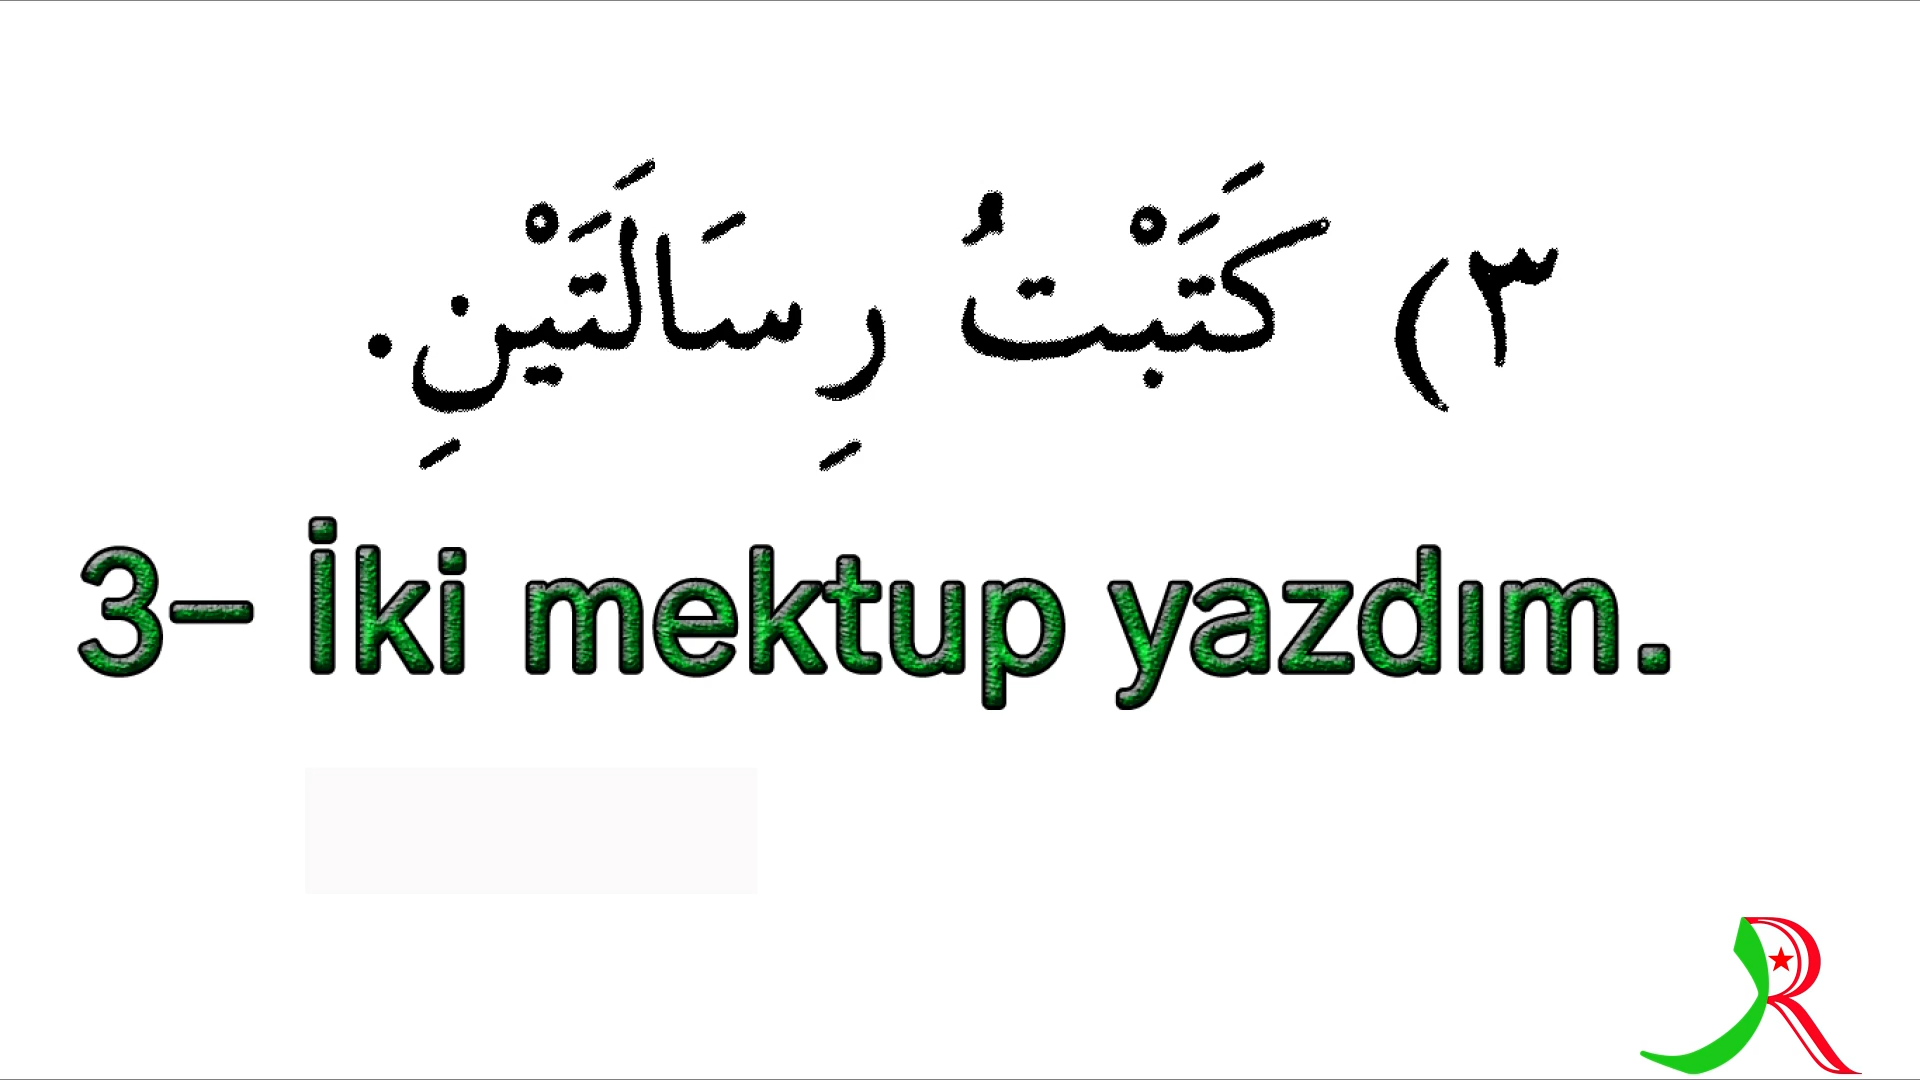 ٣) كَتَبْتُ رِسَالَتَيْنِ.
3- İki mektup yazdım.